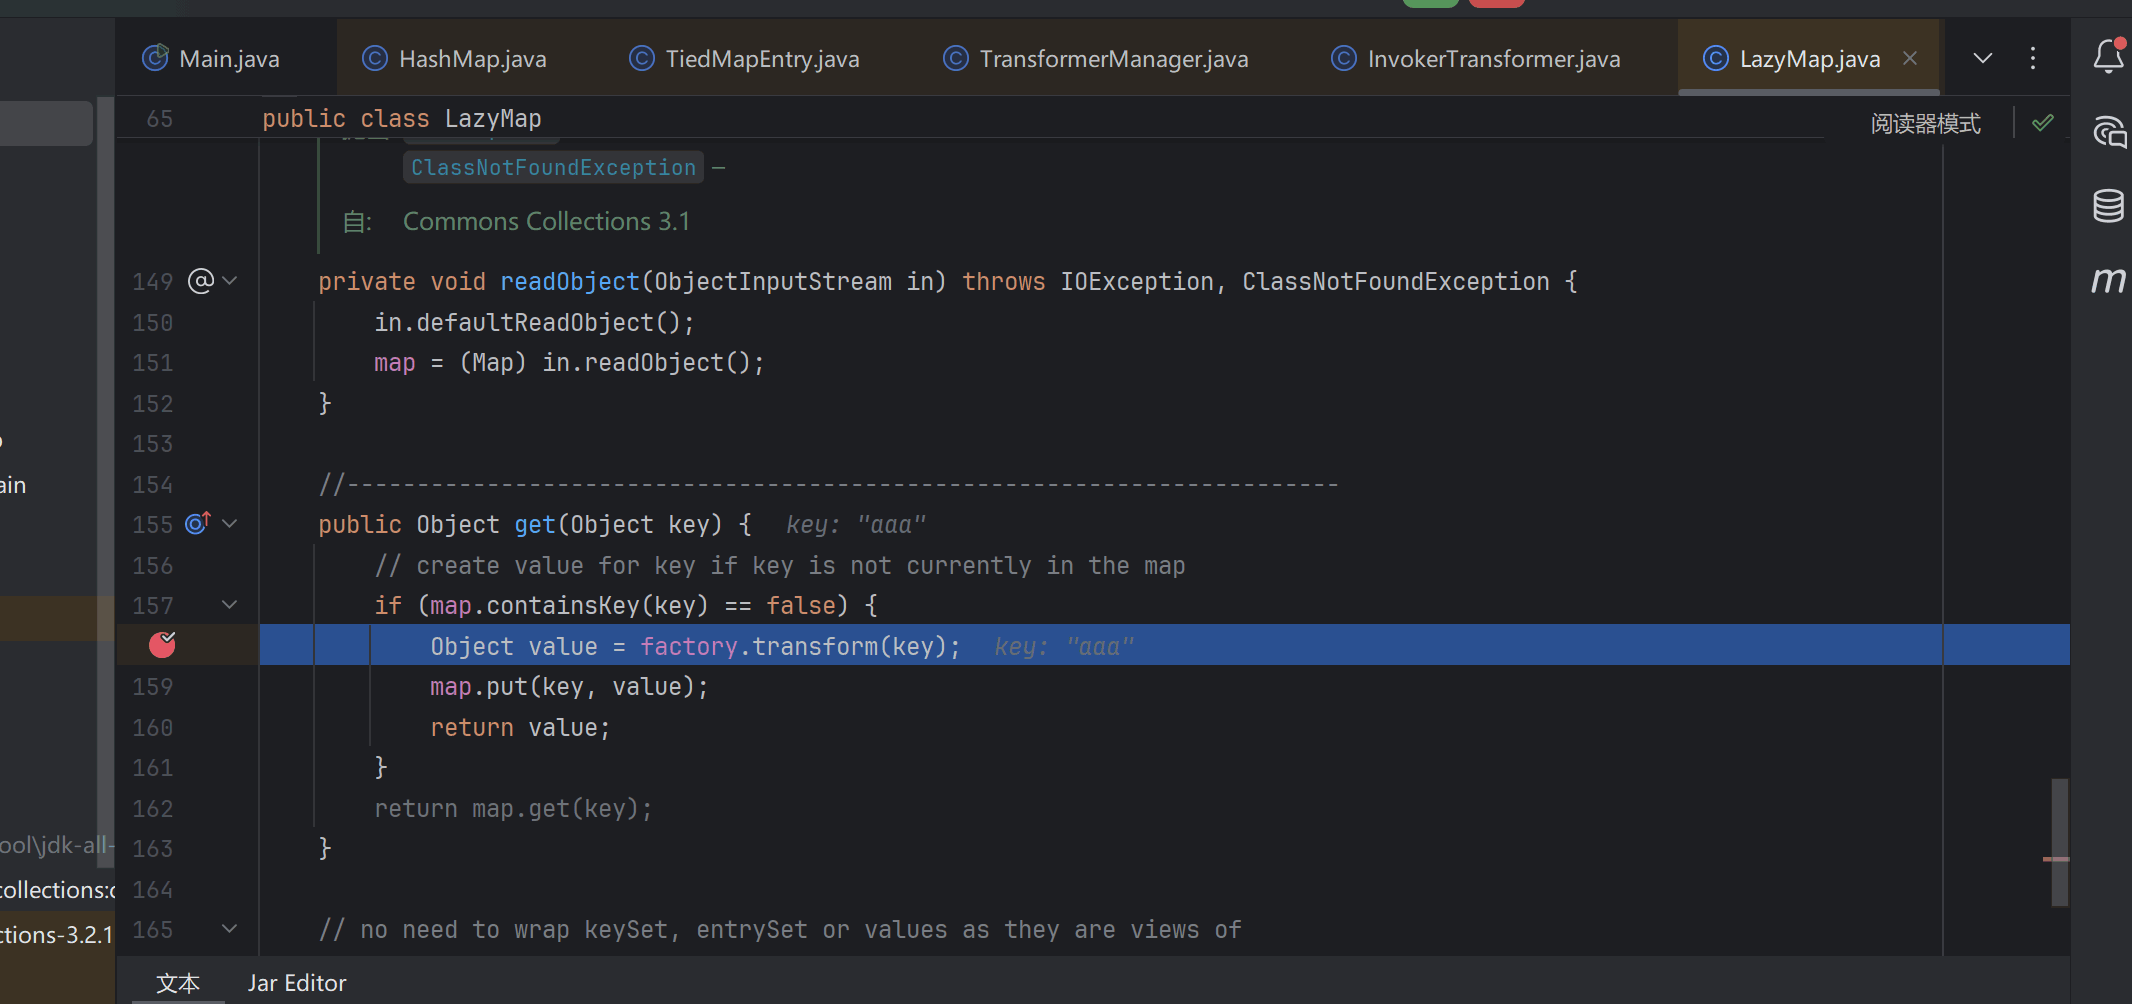 Main.java
HashMap.java
TiedMapEntry.java
TransformerManager.java
InvokerTransformer.java
LazyMap.java
65 public class LazyMap
阅读器模式
ClassNotFoundException –
自: Commons Collections 3.1
149 private void readObject(ObjectInputStream in) throws IOException, ClassNotFoundException {
150 in.defaultReadObject();
151 map = (Map) in.readObject();
152 }
153
154 //-----------------------------------------------------------------------
155 public Object get(Object key) { key: "aaa"
156 // create value for key if key is not currently in the map
157 if (map.containsKey(key) == false) {
Object value = factory.transform(key); key: "aaa"
159 map.put(key, value);
160 return value;
161 }
162 return map.get(key);
163 }
164
165 // no need to wrap keySet, entrySet or values as they are views of
ain
ool\jdk-all-
collections:c
ctions-3.2.1
文本
Jar Editor
m